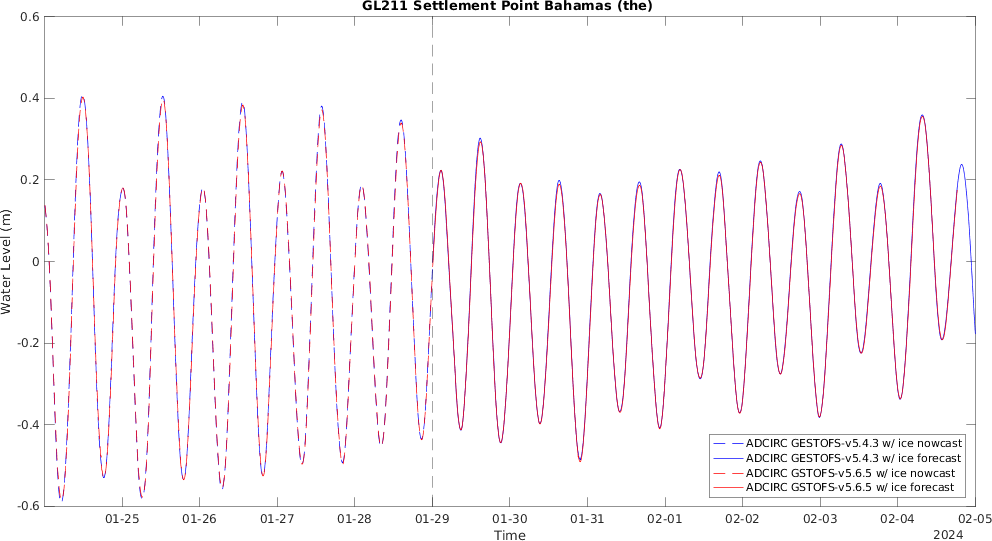 GL211 Settlement Point Bahamas (the)
0.6
0.4
0.2
0
-0.2
-0.4
-0.6
Water Level (m)
01-25
01-26
01-27
01-28
01-29
01-30
01-31
02-01
02-02
02-03
02-04
02-05
Time
2024
ADCIRC GESTOFS-v5.4.3 w/ ice nowcast
ADCIRC GESTOFS-v5.4.3 w/ ice forecast
ADCIRC GSTOFS-v5.6.5 w/ ice nowcast
ADCIRC GSTOFS-v5.6.5 w/ ice forecast